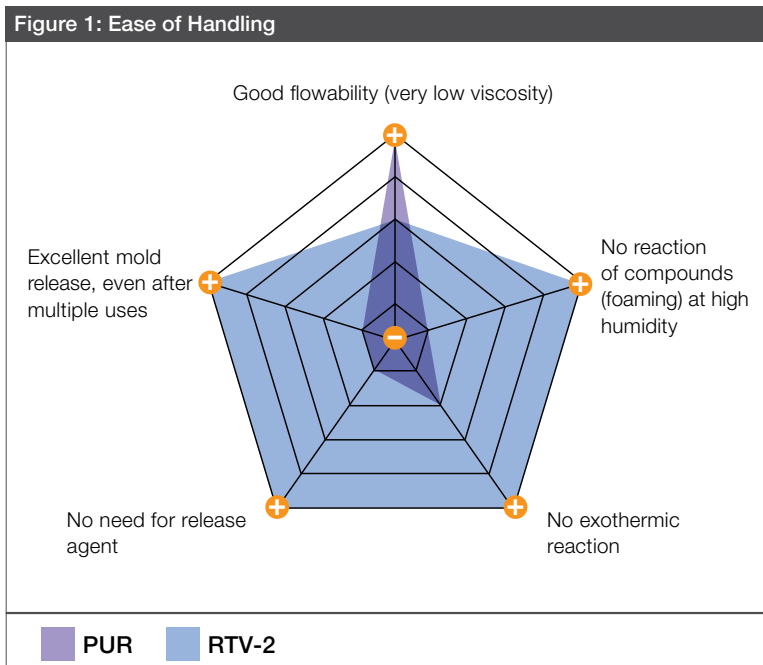 Figure 1: Ease of Handling
Good flowability (very low viscosity)
Excellent mold
release, even after
multiple uses
No reaction
of compounds
(foaming) at high
humidity
No need for release
agent
No exothermic
reaction
PUR
RTV-2